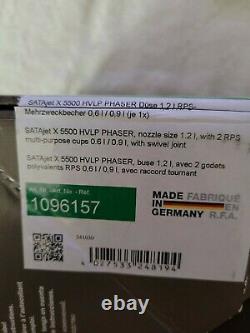 SATAjet X 5500 HVLP PHASER Düse 1,2 I RPS-
Mehrzweckbecher 0,6 l / 0,9 l (je 1x)
SATAjet X 5500 HVLP PHASER, nozzle size 1.2 I, with 2 RPS
multi-purpose cups 0.6 l / 0.9 l, with swivel joint
SATAjet X 5500 HVLP PHASER, buse 1,2 I, avec 2 godets
polyvalents RPS 0,6 l / 0,9 l, avec raccord tournant
1096157
MADE FABRIQUÉ
IN EN
GERMANY R.F.A.
4 027533 248194